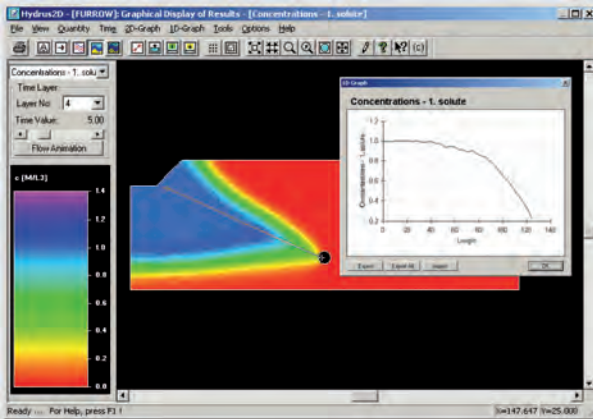 Hydrus2D - [FURROW]: Graphical Display of Results - [Concentrations - 1. solute]
File View Quantity Time 2D-Graph 1D-Graph Tools Options Help
Concentrations - 1. solu
Time Layer
Layer No: 4
Time Value: 5.00
Flow Animation
c [M/L3]
1.4
1.2
1.0
0.8
0.6
0.4
0.2
0.0
Graph
Concentrations - 1. solute
Concentrations - 1. solute
1.2
1.0
0.8
0.6
0.4
0.2
0 20 40 60 80 100 120 140
Length
Export Export All
OK
Ready ... For Help, press F1 !
X=147.647 Y=25.000